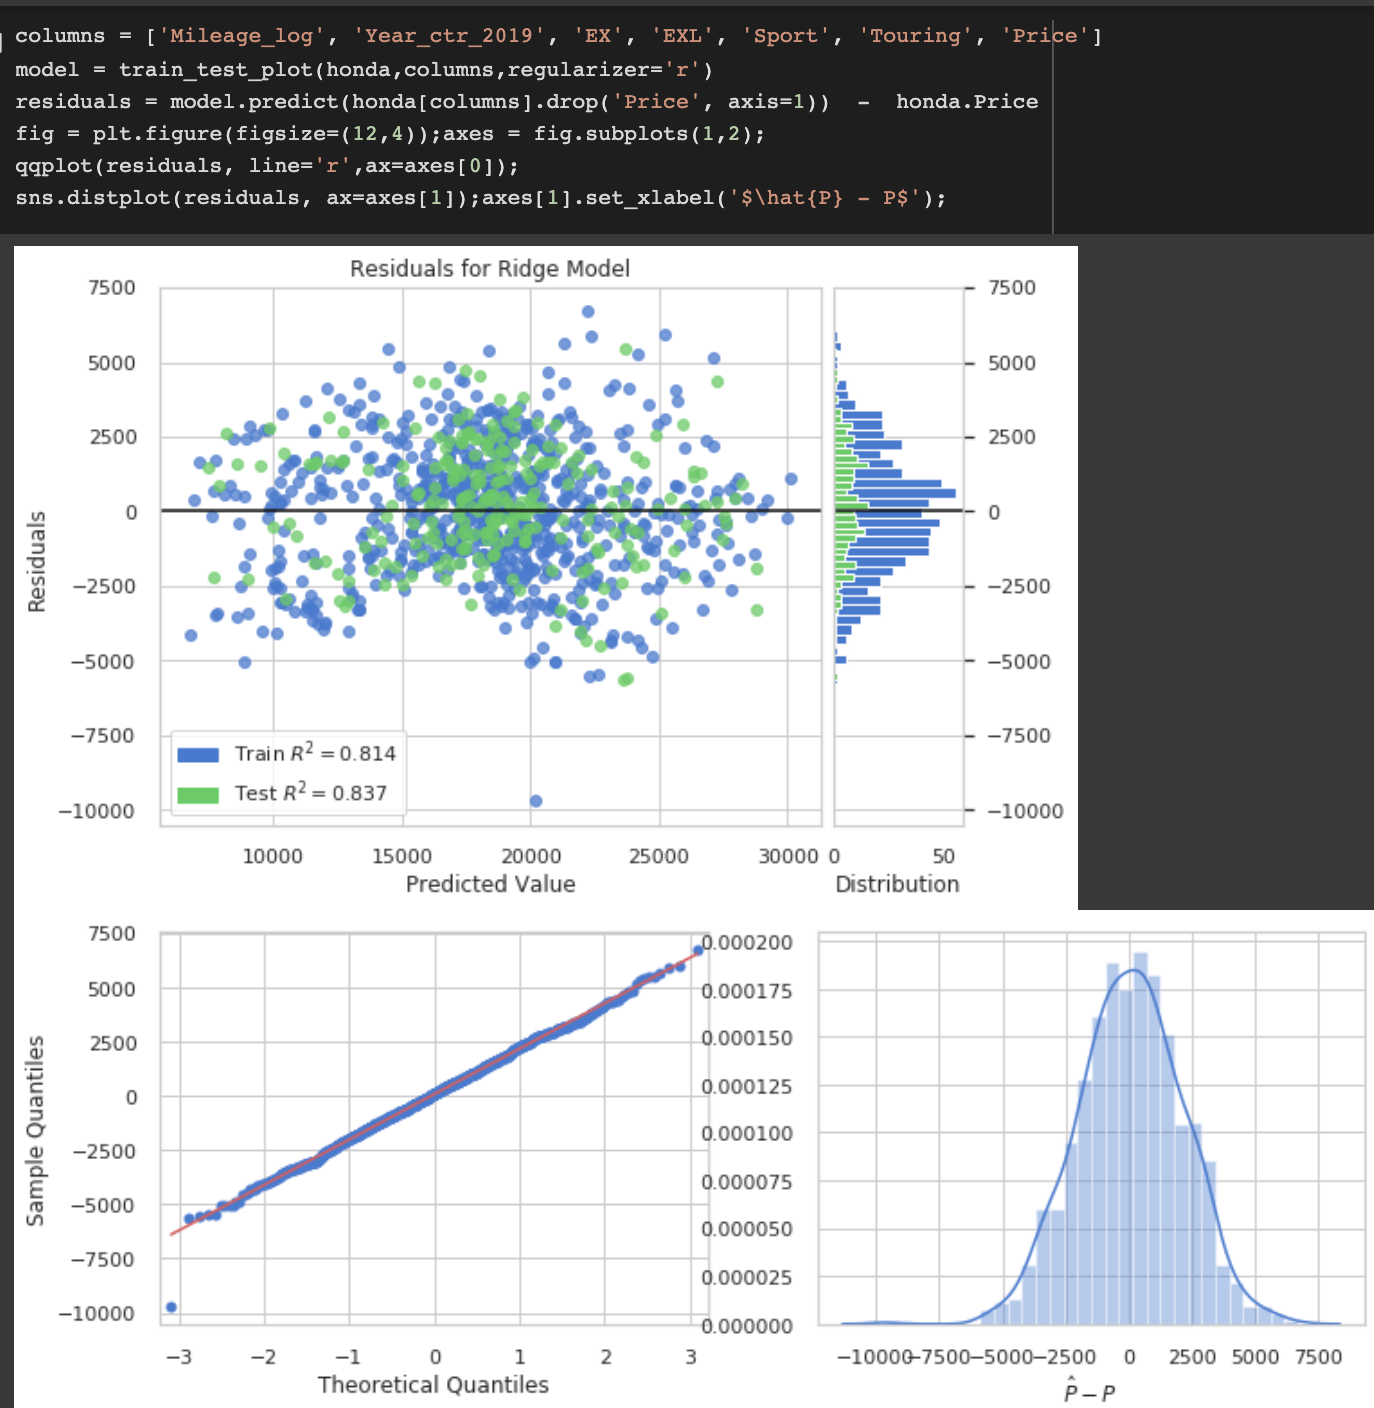 columns = ['Mileage_log', 'Year_ctr_2019', 'EX', 'EXL', 'Sport', 'Touring', 'Price']
model = train_test_plot(honda,columns,regularizer='r')
residuals = model.predict(honda[columns].drop('Price', axis=1))  -  honda.Price
fig = plt.figure(figsize=(12,4));axes = fig.subplots(1,2);
qqplot(residuals, line='r',ax=axes[0]);
sns.distplot(residuals, ax=axes[1]);axes[1].set_xlabel('$\hat{P} - P$');
Residuals for Ridge Model
7500
5000
2500
0
−2500
−5000
−7500
−10000
Residuals
Train R² = 0.814
Test R² = 0.837
10000 15000 20000 25000 30000
Predicted Value
7500
5000
2500
0
−2500
−5000
−7500
−10000
0 50
Distribution
7500
5000
2500
0
−2500
−5000
−7500
−10000
Sample Quantiles
−3 −2 −1 0 1 2 3
Theoretical Quantiles
0.000200
0.000175
0.000150
0.000125
0.000100
0.000075
0.000050
0.000025
0.000000
−10000 −7500 −5000 −2500 0 2500 5000 7500
P̂ − P